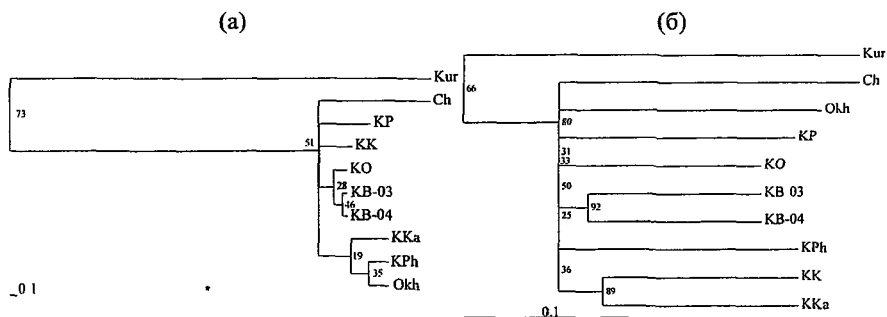 (а)
(б)
Kur
Ch
KP
KK
KO
KB-03
KB-04
KKa
KPh
Okh
73
51
28
46
19
35
_0 1
Kur
Ch
Okh
KP
KO
KB 03
KB-04
KPh
KK
KKa
66
80
31
33
50
92
25
36
89
0.1